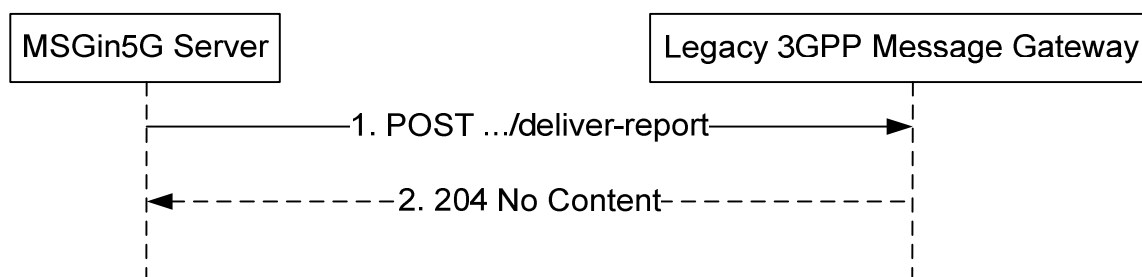 MSGin5G Server
Legacy 3GPP Message Gateway
1. POST .../deliver-report
2. 204 No Content